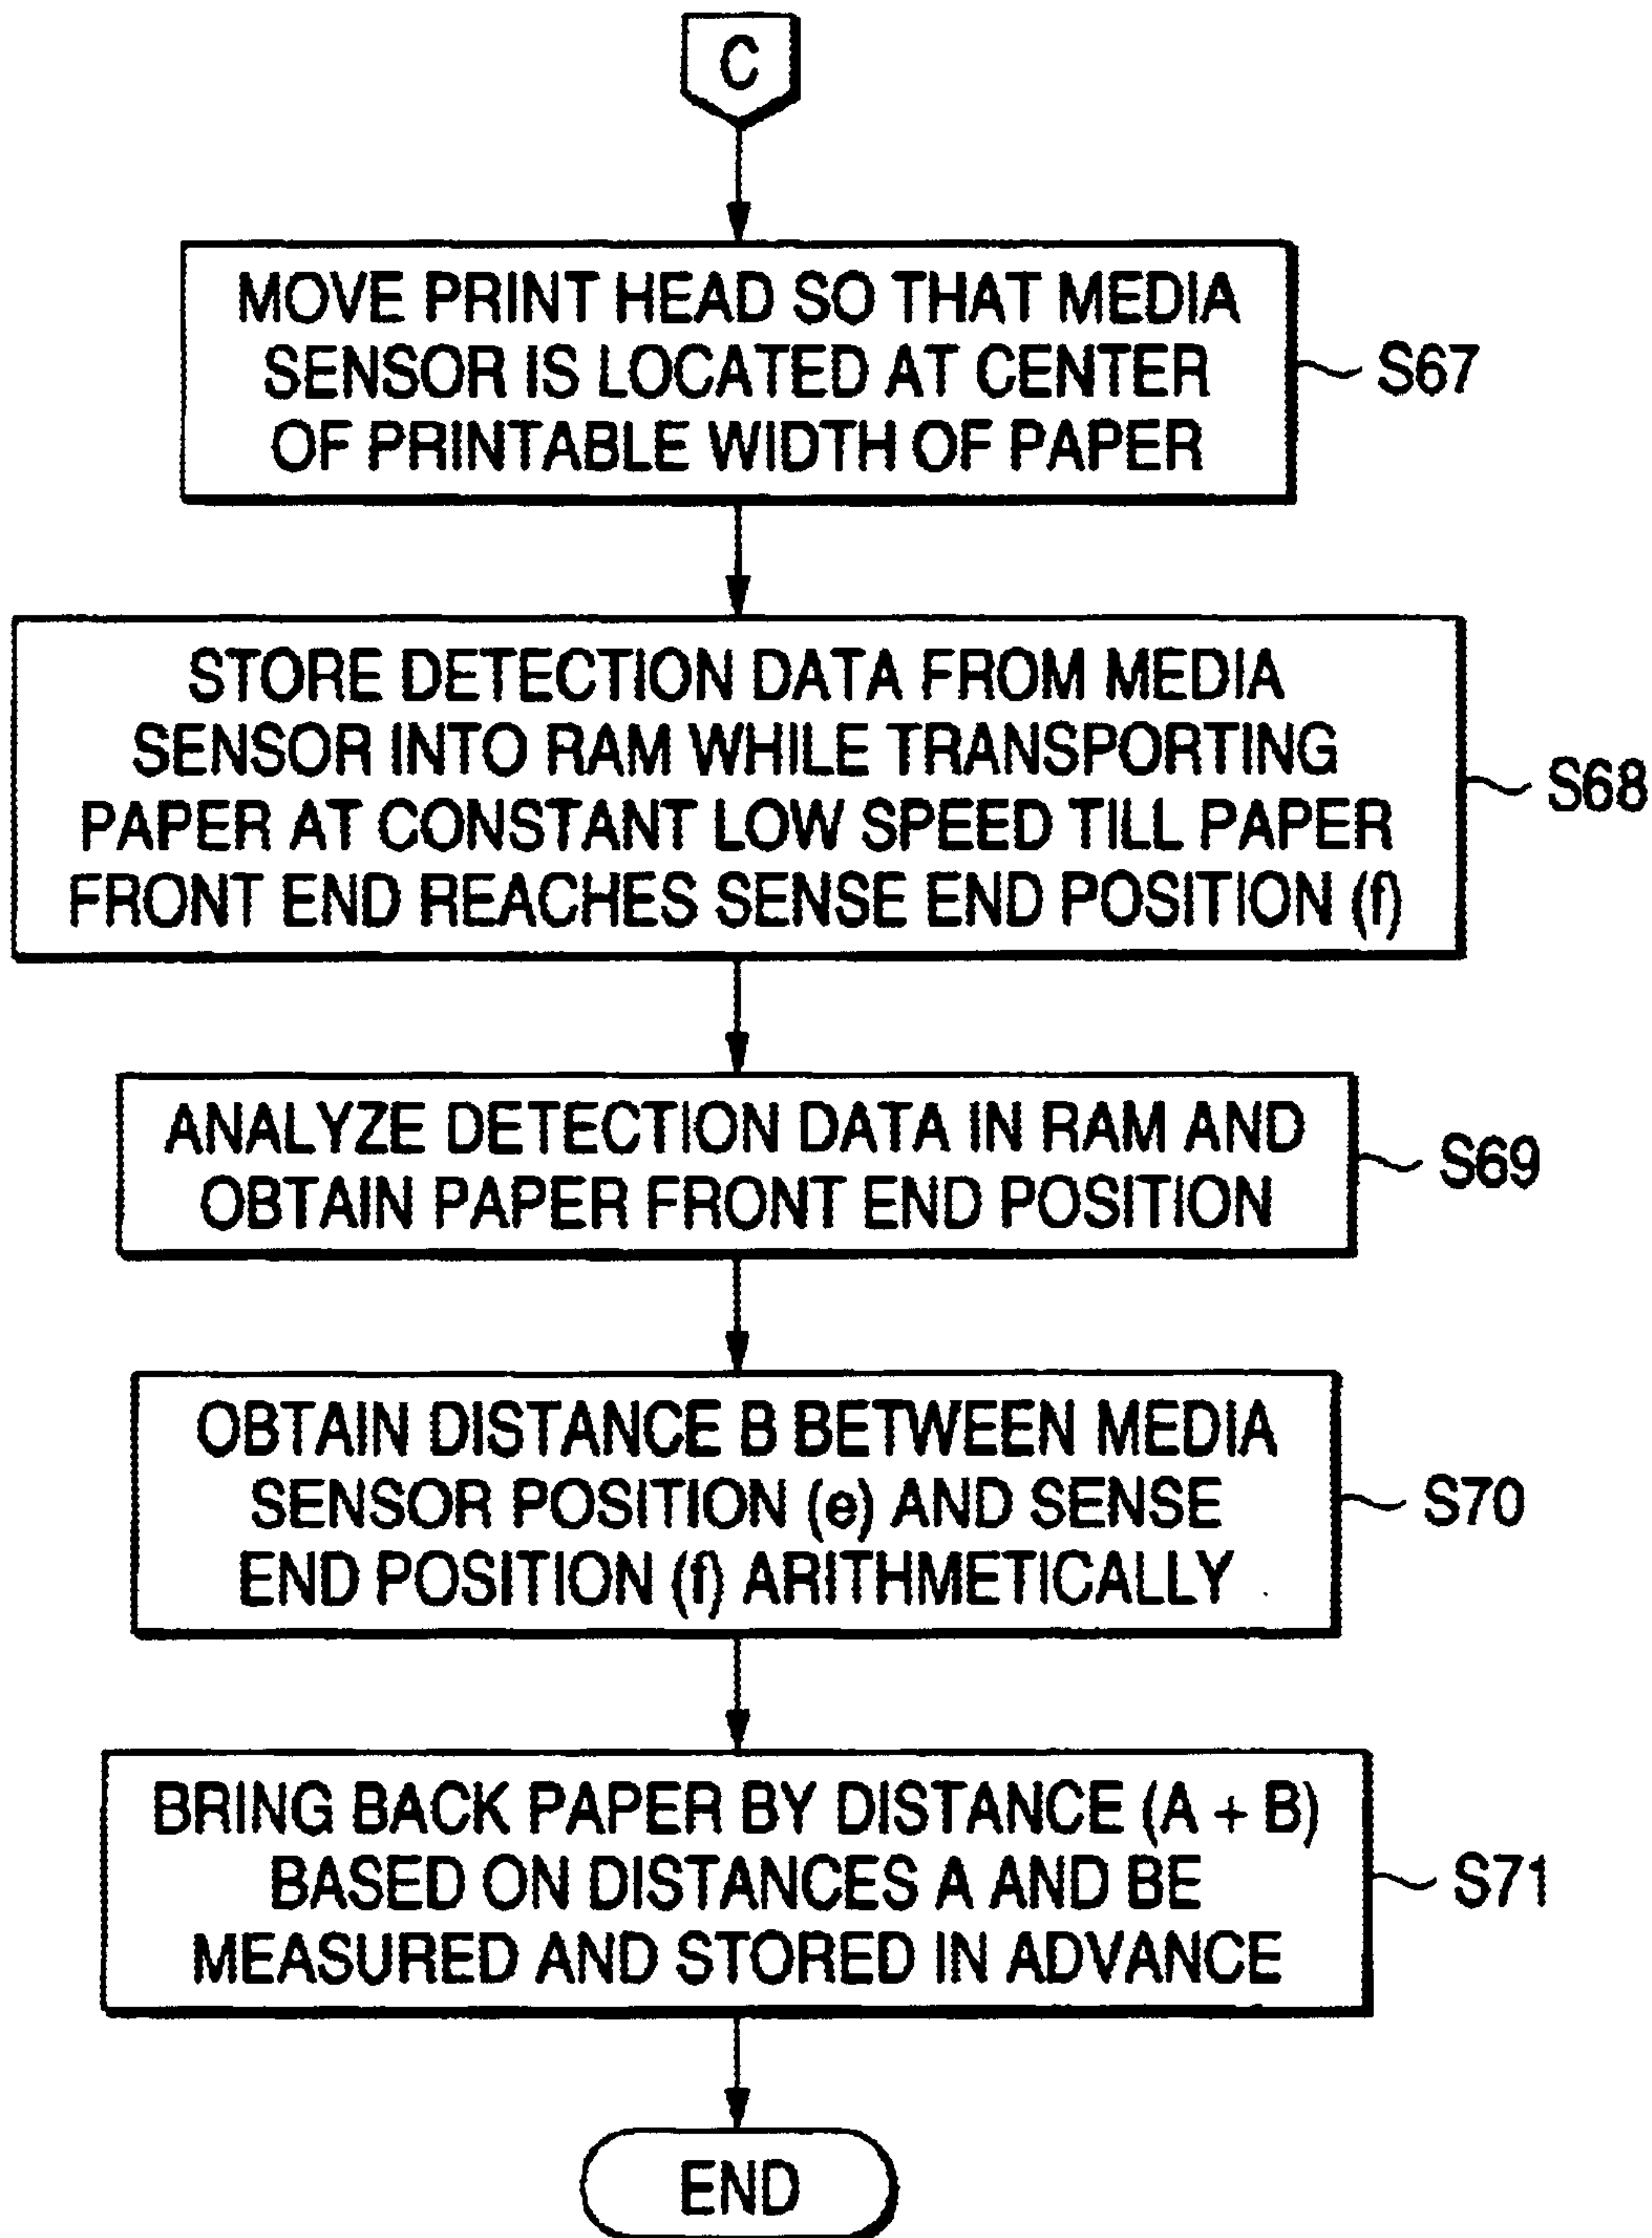 C
MOVE PRINT HEAD SO THAT MEDIA
SENSOR IS LOCATED AT CENTER
OF PRINTABLE WIDTH OF PAPER
S67
STORE DETECTION DATA FROM MEDIA
SENSOR INTO RAM WHILE TRANSPORTING
PAPER AT CONSTANT LOW SPEED TILL PAPER
FRONT END REACHES SENSE END POSITION (f)
S68
ANALYZE DETECTION DATA IN RAM AND
OBTAIN PAPER FRONT END POSITION
S69
OBTAIN DISTANCE B BETWEEN MEDIA
SENSOR POSITION (e) AND SENSE
END POSITION (f) ARITHMETICALLY
S70
BRING BACK PAPER BY DISTANCE (A + B)
BASED ON DISTANCES A AND BE
MEASURED AND STORED IN ADVANCE
S71
END